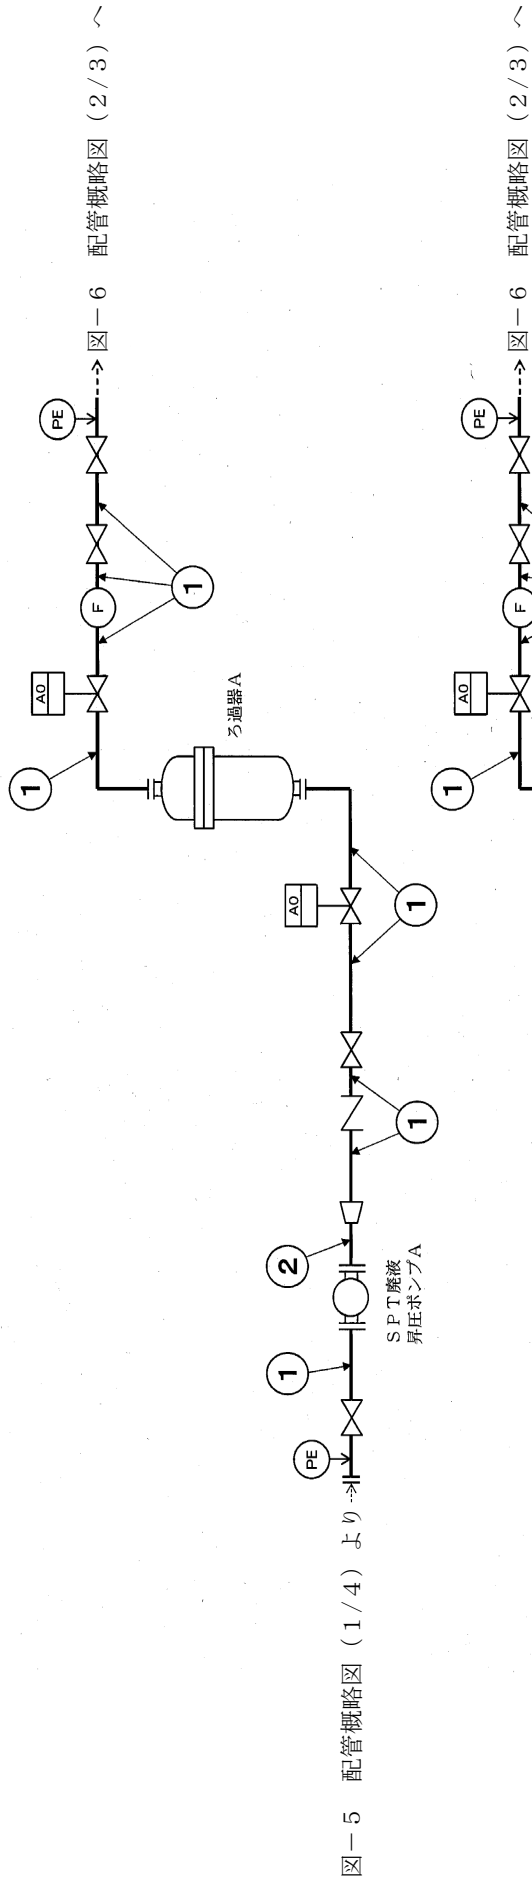 図－5　配管概略図（1/4）より
PE
1
SPT廃液
昇圧ポンプA
2
1
1
AO
ろ過器A
1
AO
F
1
PE
図－6　配管概略図（2/3）へ
1
AO
F
PE
図－6　配管概略図（2/3）へ